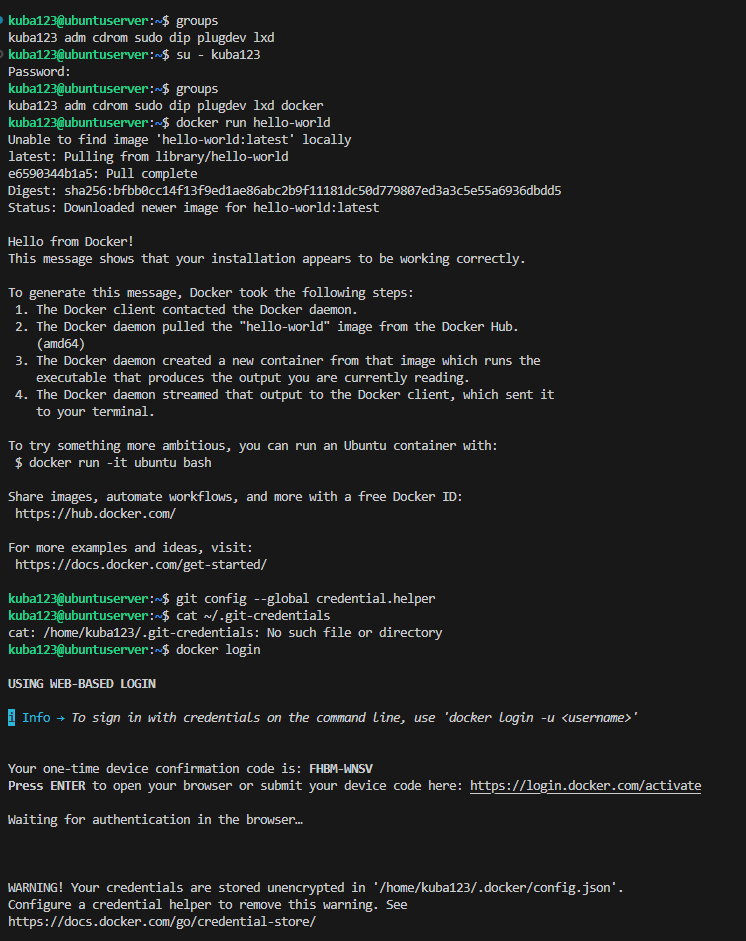 kuba123@ubuntuserver:~$ groups
kuba123 adm cdrom sudo dip plugdev lxd
kuba123@ubuntuserver:~$ su - kuba123
Password:
kuba123@ubuntuserver:~$ groups
kuba123 adm cdrom sudo dip plugdev lxd docker
kuba123@ubuntuserver:~$ docker run hello-world
Unable to find image 'hello-world:latest' locally
latest: Pulling from library/hello-world
e6590344b1a5: Pull complete
Digest: sha256:bfbb0cc14f13f9ed1ae86abc2b9f11181dc50d779807ed3a3c5e55a6936dbdd5
Status: Downloaded newer image for hello-world:latest
Hello from Docker!
This message shows that your installation appears to be working correctly.
To generate this message, Docker took the following steps:
1. The Docker client contacted the Docker daemon.
2. The Docker daemon pulled the "hello-world" image from the Docker Hub.
(amd64)
3. The Docker daemon created a new container from that image which runs the
executable that produces the output you are currently reading.
4. The Docker daemon streamed that output to the Docker client, which sent it
to your terminal.
To try something more ambitious, you can run an Ubuntu container with:
$ docker run -it ubuntu bash
Share images, automate workflows, and more with a free Docker ID:
https://hub.docker.com/
For more examples and ideas, visit:
https://docs.docker.com/get-started/
kuba123@ubuntuserver:~$ git config --global credential.helper
kuba123@ubuntuserver:~$ cat ~/.git-credentials
cat: /home/kuba123/.git-credentials: No such file or directory
kuba123@ubuntuserver:~$ docker login
USING WEB-BASED LOGIN
i Info → To sign in with credentials on the command line, use 'docker login -u <username>'
Your one-time device confirmation code is: FHBM-WNSV
Press ENTER to open your browser or submit your device code here: https://login.docker.com/activate
Waiting for authentication in the browser…
WARNING! Your credentials are stored unencrypted in '/home/kuba123/.docker/config.json'.
Configure a credential helper to remove this warning. See
https://docs.docker.com/go/credential-store/